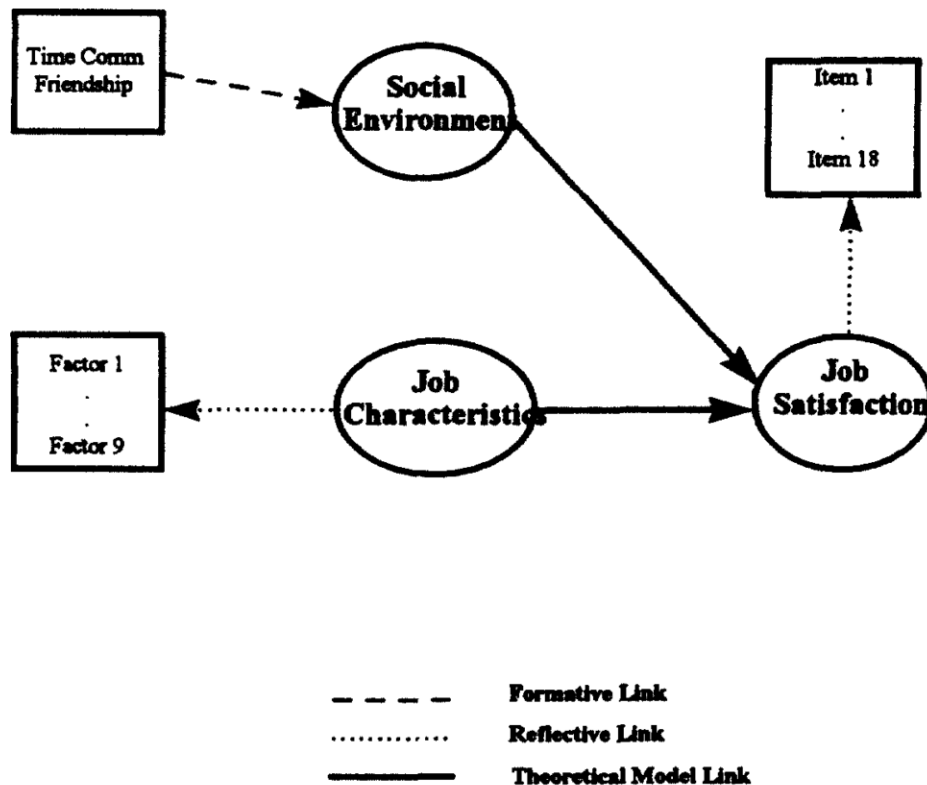 Time Comm
Friendship
Social
Environment
Item 1
.
.
Item 18
Factor 1
.
.
Factor 9
Job
Characteristics
Job
Satisfaction
Formative Link
Reflective Link
Theoretical Model Link